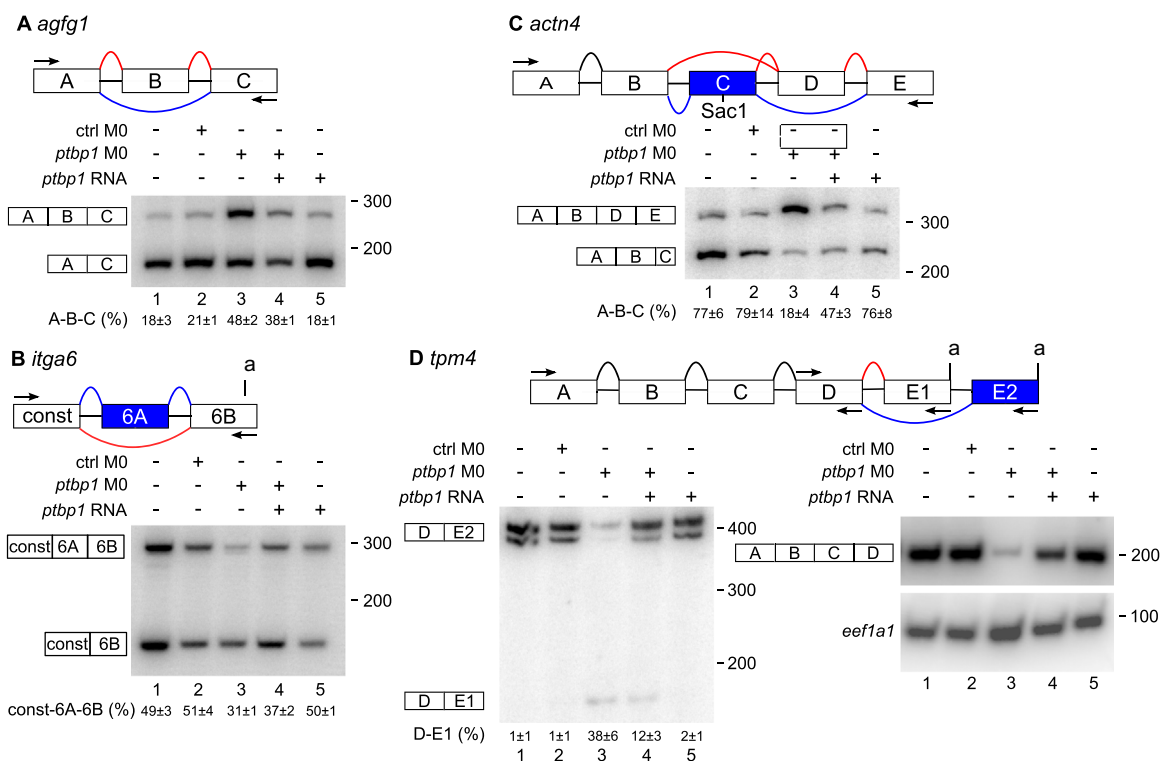 A agfg1
A B C
ctrl M0 - + - - -
ptbp1 M0 - - + + -
ptbp1 RNA - - - + +
A B C
A C
- 300
- 200
1 2 3 4 5
A-B-C (%) 18±3 21±1 48±2 38±1 18±1
B itga6
a
const 6A 6B
ctrl M0 - + - - -
ptbp1 M0 - - + + -
ptbp1 RNA - - - + +
const 6A 6B
const 6B
- 300
- 200
1 2 3 4 5
const-6A-6B (%) 49±3 51±4 31±1 37±2 50±1
C actn4
A B C D E
Sac1
ctrl M0 - + - - -
ptbp1 M0 - - + + -
ptbp1 RNA - - - + +
A B D E
A B C
- 300
- 200
1 2 3 4 5
A-B-C (%) 77±6 79±14 18±4 47±3 76±8
D tpm4
a a
A B C D E1 E2
ctrl M0 - + - - -
ptbp1 M0 - - + + -
ptbp1 RNA - - - + +
D E2
D E1
- 400
- 300
- 200
D-E1 (%) 1±1 1±1 38±6 12±3 2±1
1 2 3 4 5
ctrl M0 - + - - -
ptbp1 M0 - - + + -
ptbp1 RNA - - - + +
A B C D
- 200
- 100
eef1a1
1 2 3 4 5